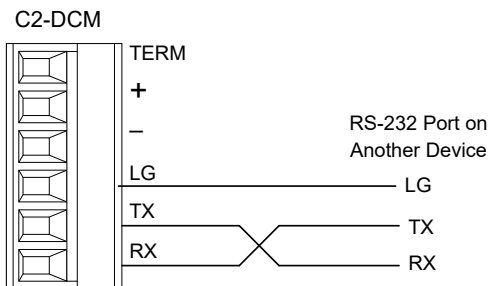 C2-DCM
TERM
+
–
LG
TX
RX
RS-232 Port on
Another Device
LG
TX
RX